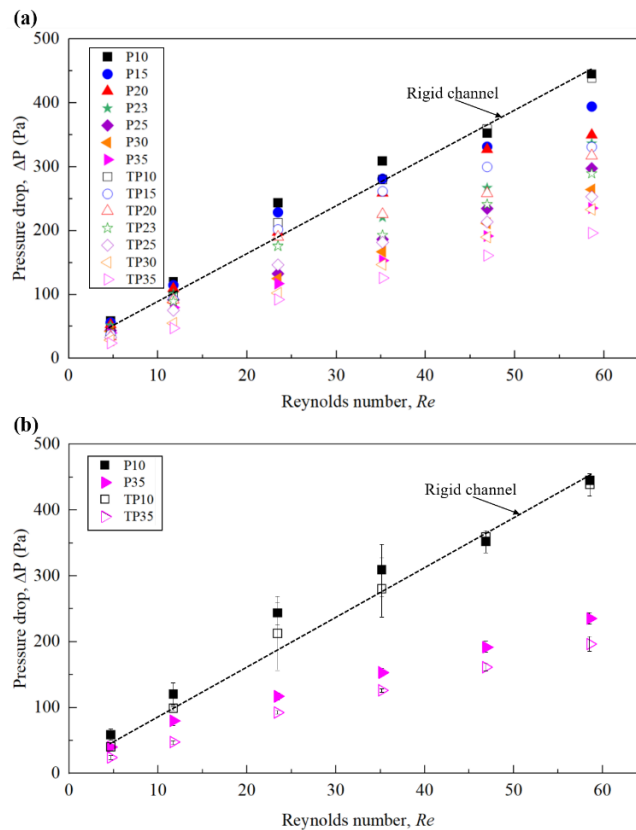 (a)
500
400
300
200
100
0
Pressure drop, ΔP (Pa)
P10
P15
P20
P23
P25
P30
P35
TP10
TP15
TP20
TP23
TP25
TP30
TP35
Rigid channel
0 10 20 30 40 50 60
Reynolds number, Re
(b)
500
400
300
200
100
0
Pressure drop, ΔP (Pa)
P10
P35
TP10
TP35
Rigid channel
0 10 20 30 40 50 60
Reynolds number, Re